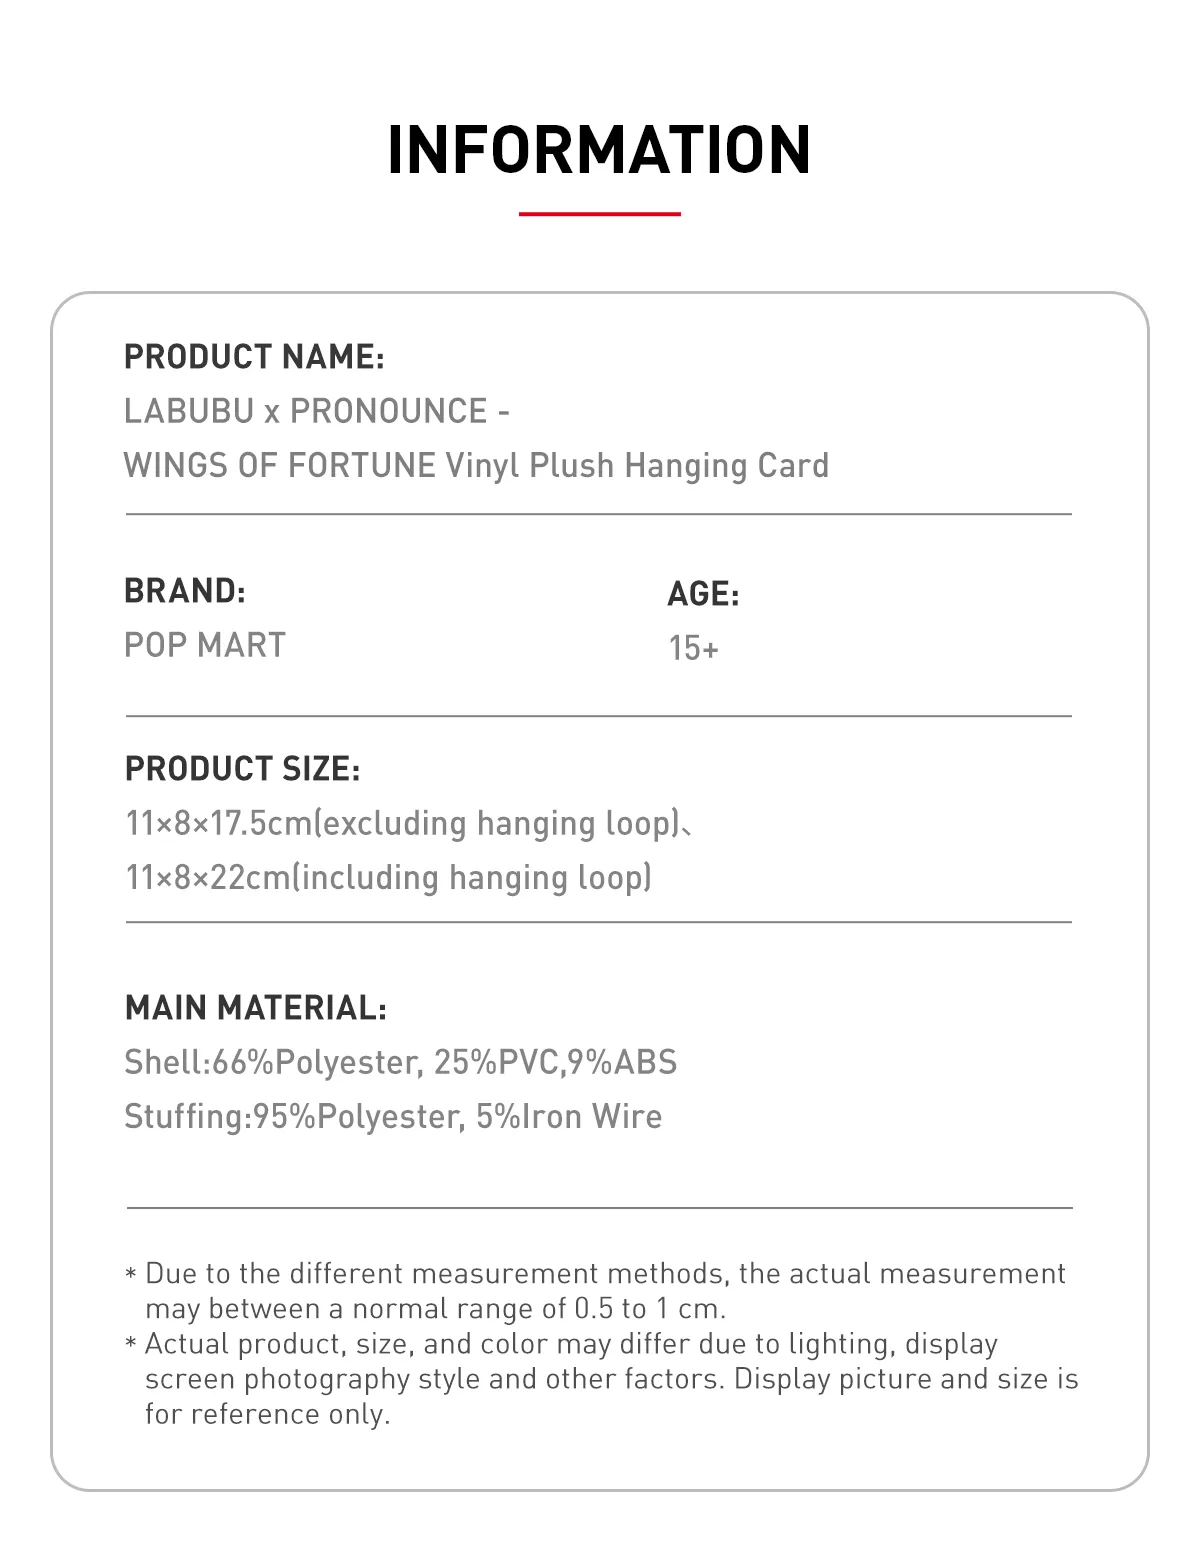 INFORMATION
PRODUCT NAME:
LABUBU x PRONOUNCE -
WINGS OF FORTUNE Vinyl Plush Hanging Card
BRAND:
POP MART
AGE:
15+
PRODUCT SIZE:
11×8×17.5cm(excluding hanging loop)、
11×8×22cm(including hanging loop)
MAIN MATERIAL:
Shell:66%Polyester, 25%PVC,9%ABS
Stuffing:95%Polyester, 5%Iron Wire
* Due to the different measurement methods, the actual measurement
may between a normal range of 0.5 to 1 cm.
* Actual product, size, and color may differ due to lighting, display
screen photography style and other factors. Display picture and size is
for reference only.